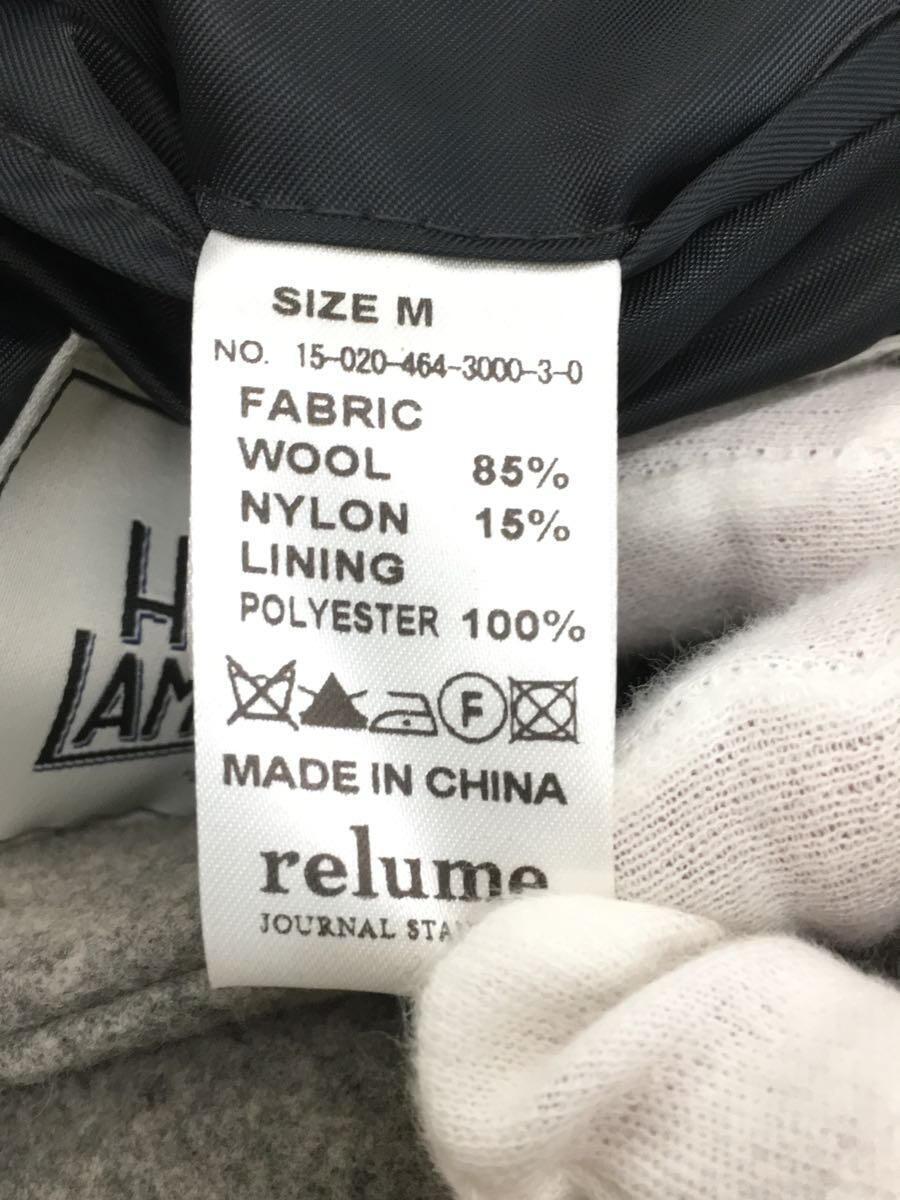 SIZE M
NO. 15-020-464-3000-3-0
FABRIC
WOOL 85%
NYLON 15%
LINING
POLYESTER 100%
F
MADE IN CHINA
relume
JOURNAL